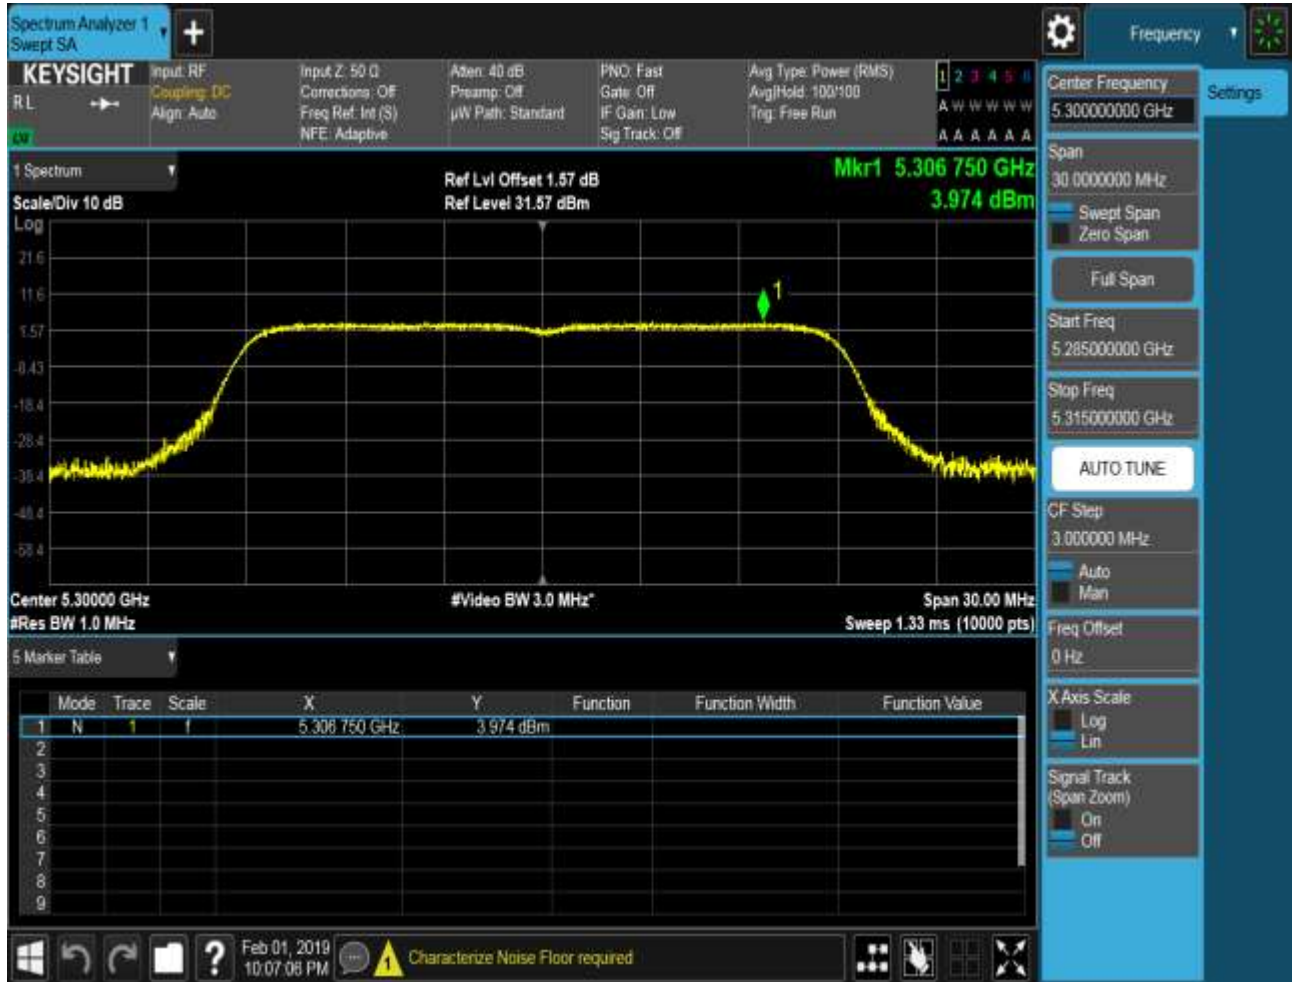 Spectrum Analyzer 1
Swept SA
+
Frequency
KEYSIGHT
RL
Input: RF
Coupling: DC
Align: Auto
Input Z: 50 Ω
Corrections: Off
Freq Ref: Int (S)
NFE: Adaptive
Atten: 40 dB
Preamp: Off
µW Path: Standard
PNO: Fast
Gate: Off
IF Gain: Low
Sig Track: Off
Avg Type: Power (RMS)
Avg|Hold: 100/100
Trig: Free Run
1 2 3 4 5 6
A W W W W W
A A A A A A
1 Spectrum
Scale/Div 10 dB
Ref Lvl Offset 1.57 dB
Ref Level 31.57 dBm
Mkr1 5.306 750 GHz
3.974 dBm
Log
21.6
11.6
1.57
-8.43
-18.4
-28.4
-38.4
-48.4
-58.4
1
Center 5.30000 GHz
#Res BW 1.0 MHz
#Video BW 3.0 MHz*
Span 30.00 MHz
Sweep 1.33 ms (10000 pts)
5 Marker Table
Mode Trace Scale X Y Function Function Width Function Value
1 N 1 f 5.306 750 GHz 3.974 dBm
2
3
4
5
6
7
8
9
Center Frequency
5.300000000 GHz
Settings
Span
30.0000000 MHz
Swept Span
Zero Span
Full Span
Start Freq
5.285000000 GHz
Stop Freq
5.315000000 GHz
AUTO TUNE
CF Step
3.000000 MHz
Auto
Man
Freq Offset
0 Hz
X Axis Scale
Log
Lin
Signal Track
(Span Zoom)
On
Off
?
Feb 01, 2019
10:07:06 PM
1
Characterize Noise Floor required